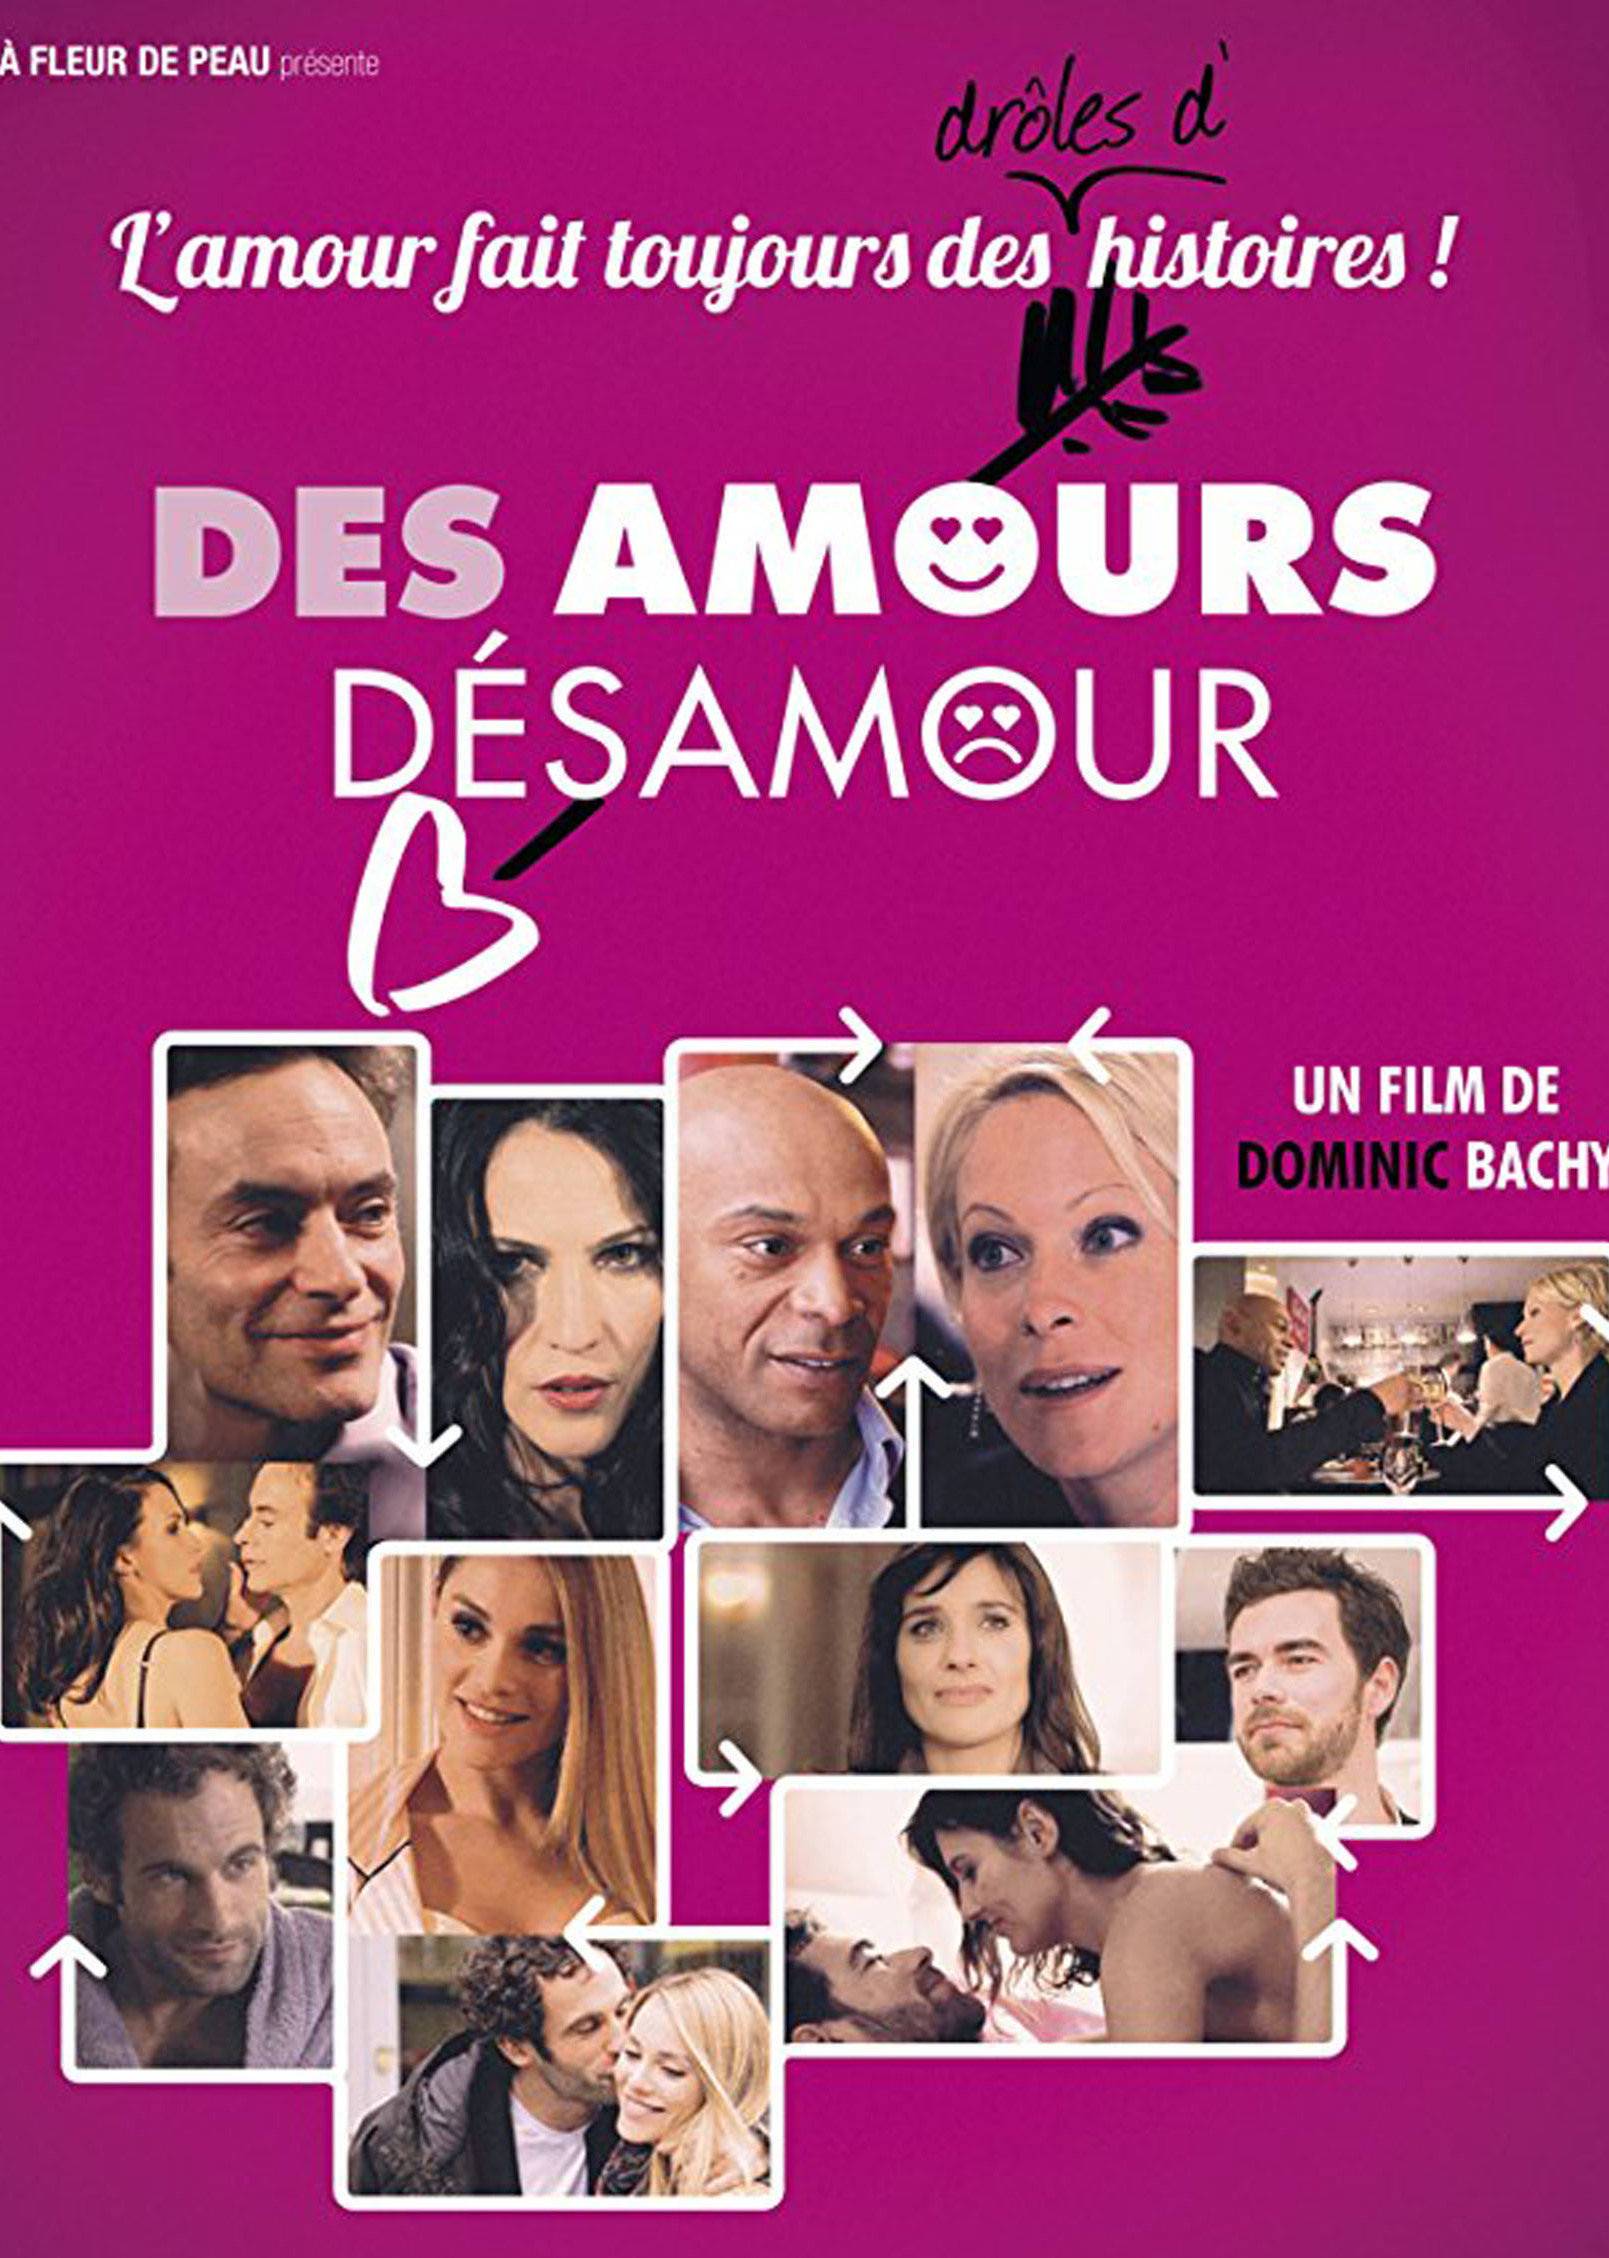 À FLEUR DE PEAU présente
drôles d'
L'amour fait toujours des histoires !
DES AMOURS
DÉSAMOUR
UN FILM DE
DOMINIC BACHY